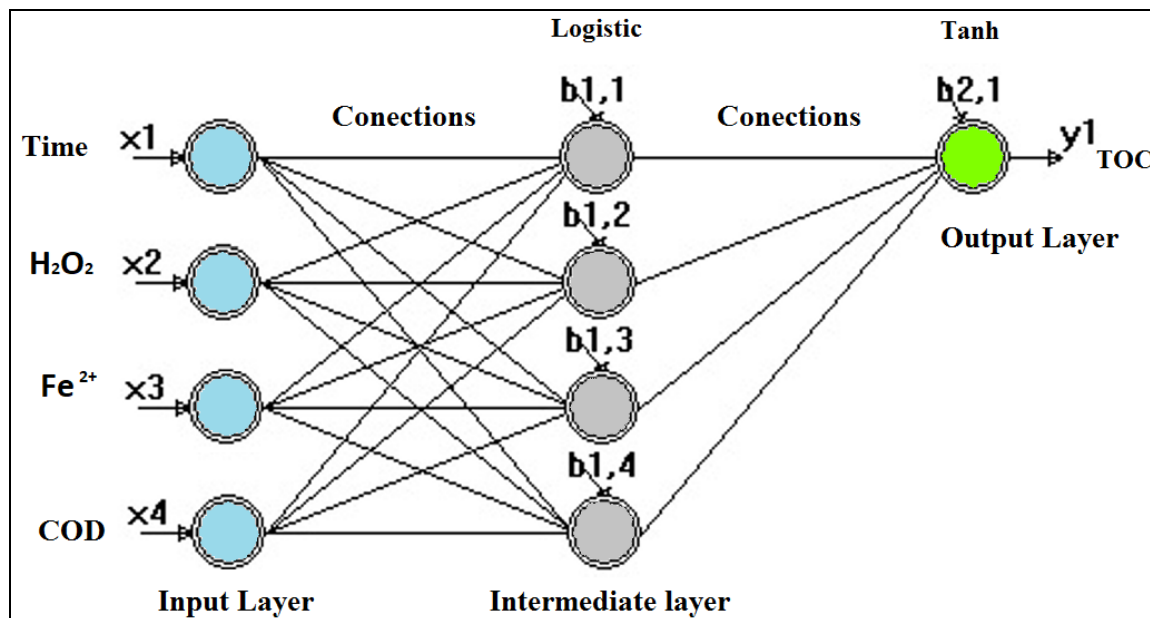 Logistic
Tanh
b1,1
b2,1
Conections
Conections
Time
x1
y1
TOC
b1,2
H₂O₂
x2
Output Layer
b1,3
Fe²⁺
x3
b1,4
COD
x4
Input Layer
Intermediate layer